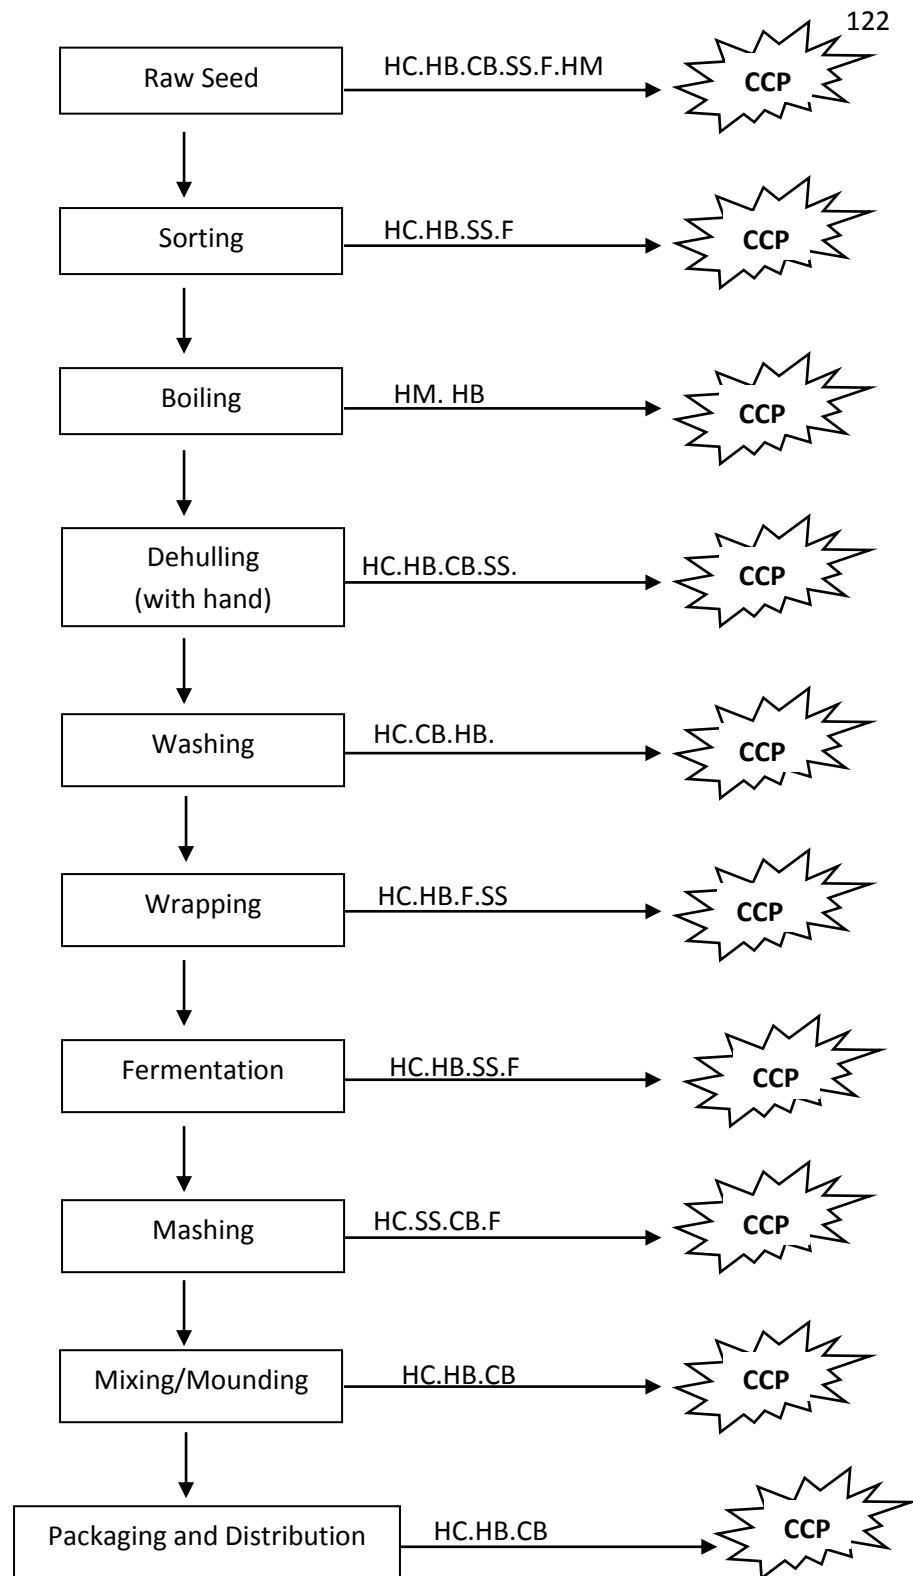 122
Raw Seed
HC.HB.CB.SS.F.HM
CCP
Sorting
HC.HB.SS.F
CCP
Boiling
HM. HB
CCP
Dehulling
(with hand)
HC.HB.CB.SS.
CCP
Washing
HC.CB.HB.
CCP
Wrapping
HC.HB.F.SS
CCP
Fermentation
HC.HB.SS.F
CCP
Mashing
HC.SS.CB.F
CCP
Mixing/Mounding
HC.HB.CB
CCP
Packaging and Distribution
HC.HB.CB
CCP